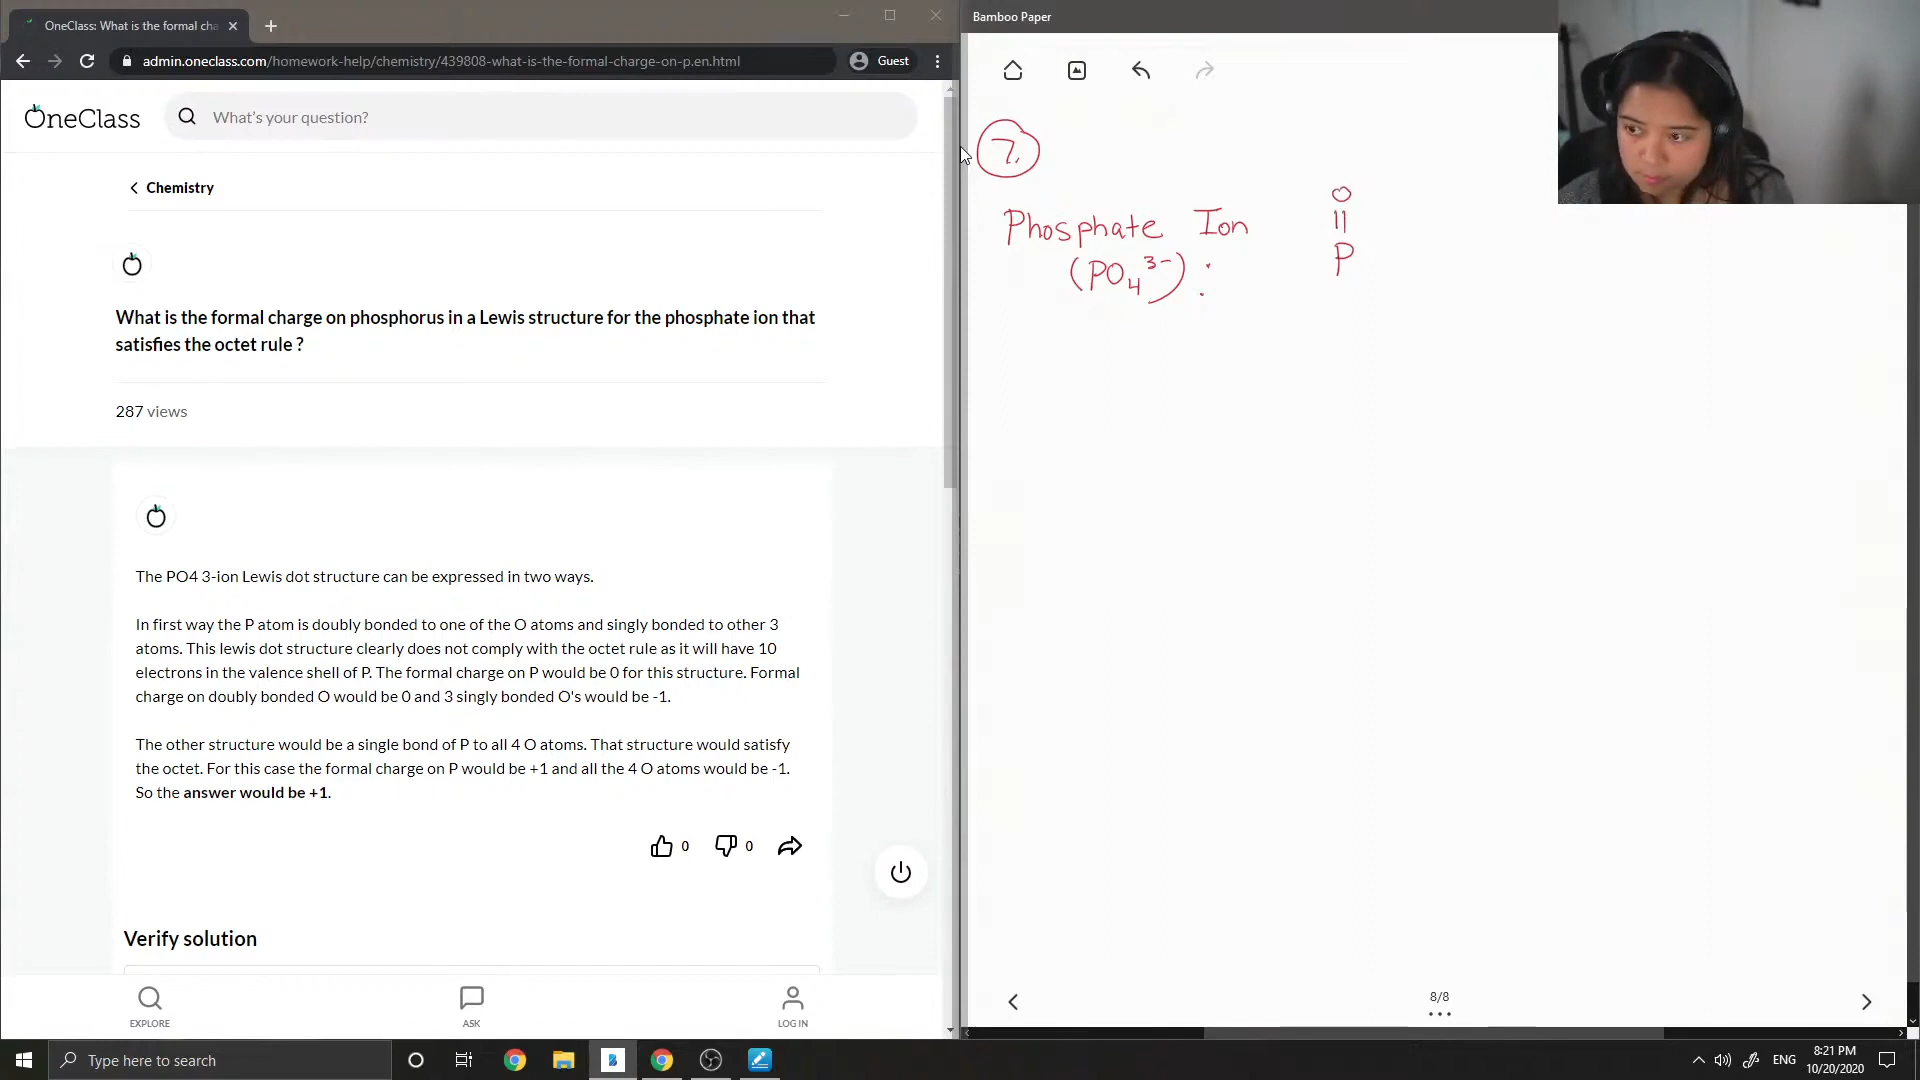 OneClass: What is the formal cha
Bamboo Paper
admin.oneclass.com/homework-help/chemistry/439808-what-is-the-formal-charge-on-p.en.html
Guest
OneClass
What's your question?
Chemistry
What is the formal charge on phosphorus in a Lewis structure for the phosphate ion that
satisfies the octet rule ?
287 views
The PO4 3-ion Lewis dot structure can be expressed in two ways.
In first way the P atom is doubly bonded to one of the O atoms and singly bonded to other 3
atoms. This lewis dot structure clearly does not comply with the octet rule as it will have 10
electrons in the valence shell of P. The formal charge on P would be 0 for this structure. Formal
charge on doubly bonded O would be 0 and 3 singly bonded O's would be -1.
The other structure would be a single bond of P to all 4 O atoms. That structure would satisfy
the octet. For this case the formal charge on P would be +1 and all the 4 O atoms would be -1.
So the answer would be +1.
0
0
Verify solution
EXPLORE
ASK
LOG IN
7.
Phosphate Ion
(PO₄³⁻) :
O
||
P
8/8
Type here to search
ENG
8:21 PM
10/20/2020